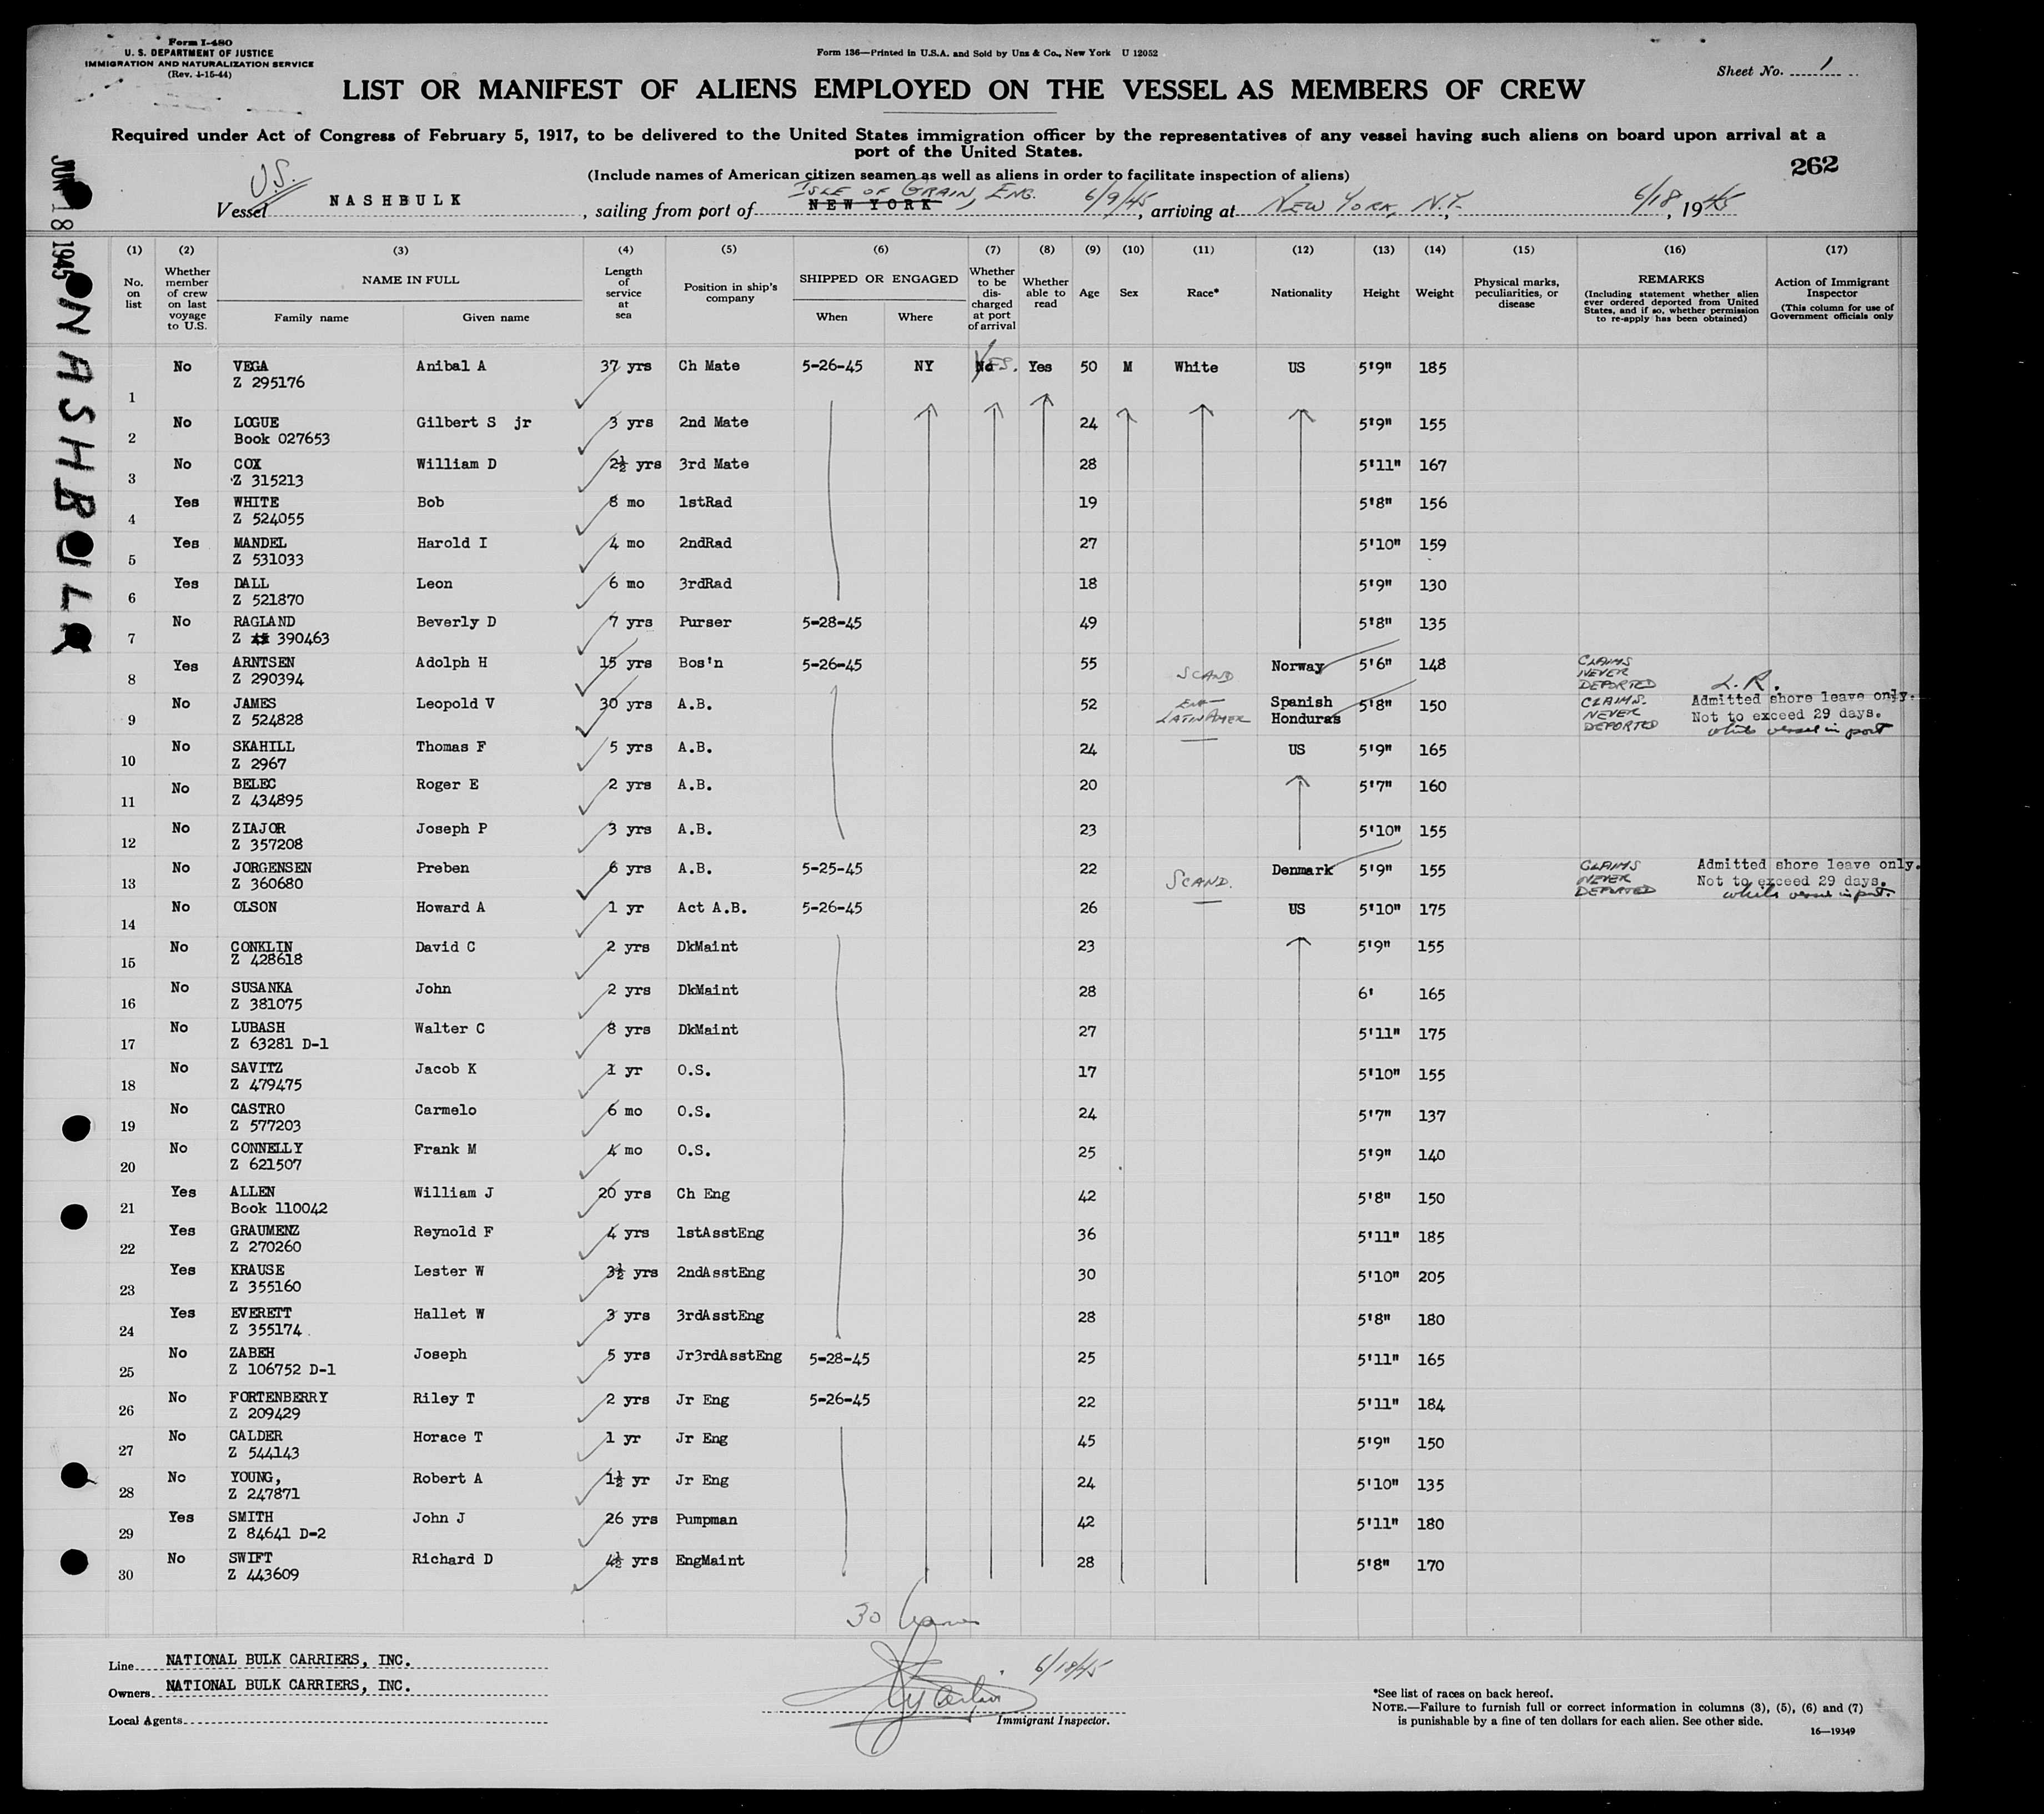 Form I-480
U. S. DEPARTMENT OF JUSTICE
IMMIGRATION AND NATURALIZATION SERVICE
(Rev. 4-15-44)
Form 136—Printed in U.S.A. and Sold by Unz & Co., New York U 12052
Sheet No. 1
LIST OR MANIFEST OF ALIENS EMPLOYED ON THE VESSEL AS MEMBERS OF CREW
Required under Act of Congress of February 5, 1917, to be delivered to the United States immigration officer by the representatives of any vessel having such aliens on board upon arrival at a
port of the United States.
(Include names of American citizen seamen as well as aliens in order to facilitate inspection of aliens)
262
JUN 18 1945
NASHBULK
U.S.
ISLE OF GRAIN, ENG.
Vessel NASHBULK, sailing from port of NEW YORK 6/9/45, arriving at NEW YORK, N.Y., 6/18, 1945
(1) (2) (3) (4) (5) (6) (7) (8) (9) (10) (11) (12) (13) (14) (15) (16) (17)
No. on list
Whether member of crew on last voyage to U.S.
NAME IN FULL
Family name Given name
Length of service at sea
Position in ship's company
SHIPPED OR ENGAGED
When Where
Whether to be discharged at port of arrival
Whether able to read
Age
Sex
Race*
Nationality
Height
Weight
Physical marks, peculiarities, or disease
REMARKS
(Including statement whether alien ever ordered deported from United States, and if so, whether permission to re-apply has been obtained)
Action of Immigrant Inspector
(This column for use of Government officials only
1 No VEGA Anibal A 37 yrs Ch Mate 5-26-45 NY No YES. Yes 50 M White US 5'9" 185
Z 295176
2 No LOGUE Gilbert S jr 3 yrs 2nd Mate 24 5'9" 155
Book 027653
3 No COX William D 2½ yrs 3rd Mate 28 5'11" 167
Z 315213
4 Yes WHITE Bob 8 mo 1stRad 19 5'8" 156
Z 524055
5 Yes MANDEL Harold I 4 mo 2ndRad 27 5'10" 159
Z 531033
6 Yes DALL Leon 6 mo 3rdRad 18 5'9" 130
Z 521870
7 No RAGLAND Beverly D 7 yrs Purser 5-28-45 49 5'8" 135
Z 390463
8 Yes ARNTSEN Adolph H 15 yrs Bos'n 5-26-45 55 SCAND Norway 5'6" 148 CLAIMS NEVER DEPORTED L.R.
Z 290394
9 No JAMES Leopold V 30 yrs A.B. 52 LATIN AMER Spanish Honduras 5'8" 150 CLAIMS. NEVER DEPORTED Admitted shore leave only. Not to exceed 29 days. while vessel in port
Z 524828
10 No SKAHILL Thomas F 5 yrs A.B. 24 US 5'9" 165
Z 2967
11 No BELEC Roger E 2 yrs A.B. 20 5'7" 160
Z 434895
12 No ZIAJOR Joseph P 3 yrs A.B. 23 5'10" 155
Z 357208
13 No JORGENSEN Preben 6 yrs A.B. 5-25-45 22 SCAND. Denmark 5'9" 155 CLAIMS NEVER DEPORTED Admitted shore leave only. Not to exceed 29 days. while vessel in port.
Z 360680
14 No OLSON Howard A 1 yr Act A.B. 5-26-45 26 US 5'10" 175
15 No CONKLIN David C 2 yrs DkMaint 23 5'9" 155
Z 428618
16 No SUSANKA John 2 yrs DkMaint 28 6' 165
Z 381075
17 No LUBASH Walter C 8 yrs DkMaint 27 5'11" 175
Z 63281 D-1
18 No SAVITZ Jacob K 1 yr O.S. 17 5'10" 155
Z 479475
19 No CASTRO Carmelo 6 mo O.S. 24 5'7" 137
Z 577203
20 No CONNELLY Frank M 4 mo O.S. 25 5'9" 140
Z 621507
21 Yes ALLEN William J 20 yrs Ch Eng 42 5'8" 150
Book 110042
22 Yes GRAUMENZ Reynold F 4 yrs 1stAsstEng 36 5'11" 185
Z 270260
23 Yes KRAUSE Lester W 3½ yrs 2ndAsstEng 30 5'10" 205
Z 355160
24 Yes EVERETT Hallet W 3 yrs 3rdAsstEng 28 5'8" 180
Z 355174
25 No ZABEH Joseph 5 yrs Jr3rdAsstEng 5-28-45 25 5'11" 165
Z 106752 D-1
26 No FORTENBERRY Riley T 2 yrs Jr Eng 5-26-45 22 5'11" 184
Z 209429
27 No CALDER Horace T 1 yr Jr Eng 45 5'9" 150
Z 544143
28 No YOUNG, Robert A 1½ yr Jr Eng 24 5'10" 135
Z 247871
29 Yes SMITH John J 26 yrs Pumpman 42 5'11" 180
Z 84641 D-2
30 No SWIFT Richard D 4½ yrs EngMaint 28 5'8" 170
Z 443609
30
Line NATIONAL BULK CARRIERS, INC.
Owners NATIONAL BULK CARRIERS, INC.
Local Agents
6/18/45
Immigrant Inspector.
*See list of races on back hereof.
NOTE.—Failure to furnish full or correct information in columns (3), (5), (6) and (7)
is punishable by a fine of ten dollars for each alien. See other side.
16—19349